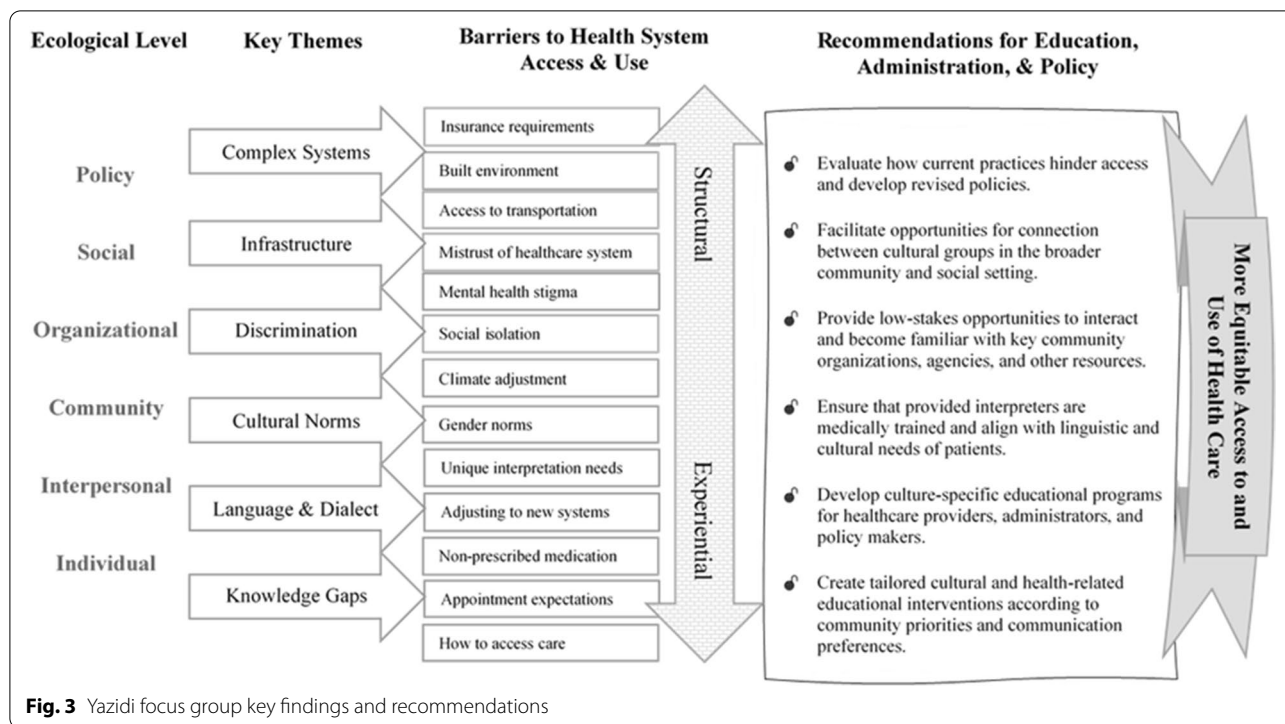 Ecological Level
Key Themes
Barriers to Health System
Access & Use
Recommendations for Education,
Administration, & Policy
Policy
Social
Organizational
Community
Interpersonal
Individual
Complex Systems
Infrastructure
Discrimination
Cultural Norms
Language & Dialect
Knowledge Gaps
Insurance requirements
Built environment
Access to transportation
Mistrust of healthcare system
Mental health stigma
Social isolation
Climate adjustment
Gender norms
Unique interpretation needs
Adjusting to new systems
Non-prescribed medication
Appointment expectations
How to access care
Structural
Experiential
Evaluate how current practices hinder access
and develop revised policies.
Facilitate opportunities for connection
between cultural groups in the broader
community and social setting.
Provide low-stakes opportunities to interact
and become familiar with key community
organizations, agencies, and other resources.
Ensure that provided interpreters are
medically trained and align with linguistic and
cultural needs of patients.
Develop culture-specific educational programs
for healthcare providers, administrators, and
policy makers.
Create tailored cultural and health-related
educational interventions according to
community priorities and communication
preferences.
More Equitable Access to and
Use of Health Care
Fig. 3 Yazidi focus group key findings and recommendations